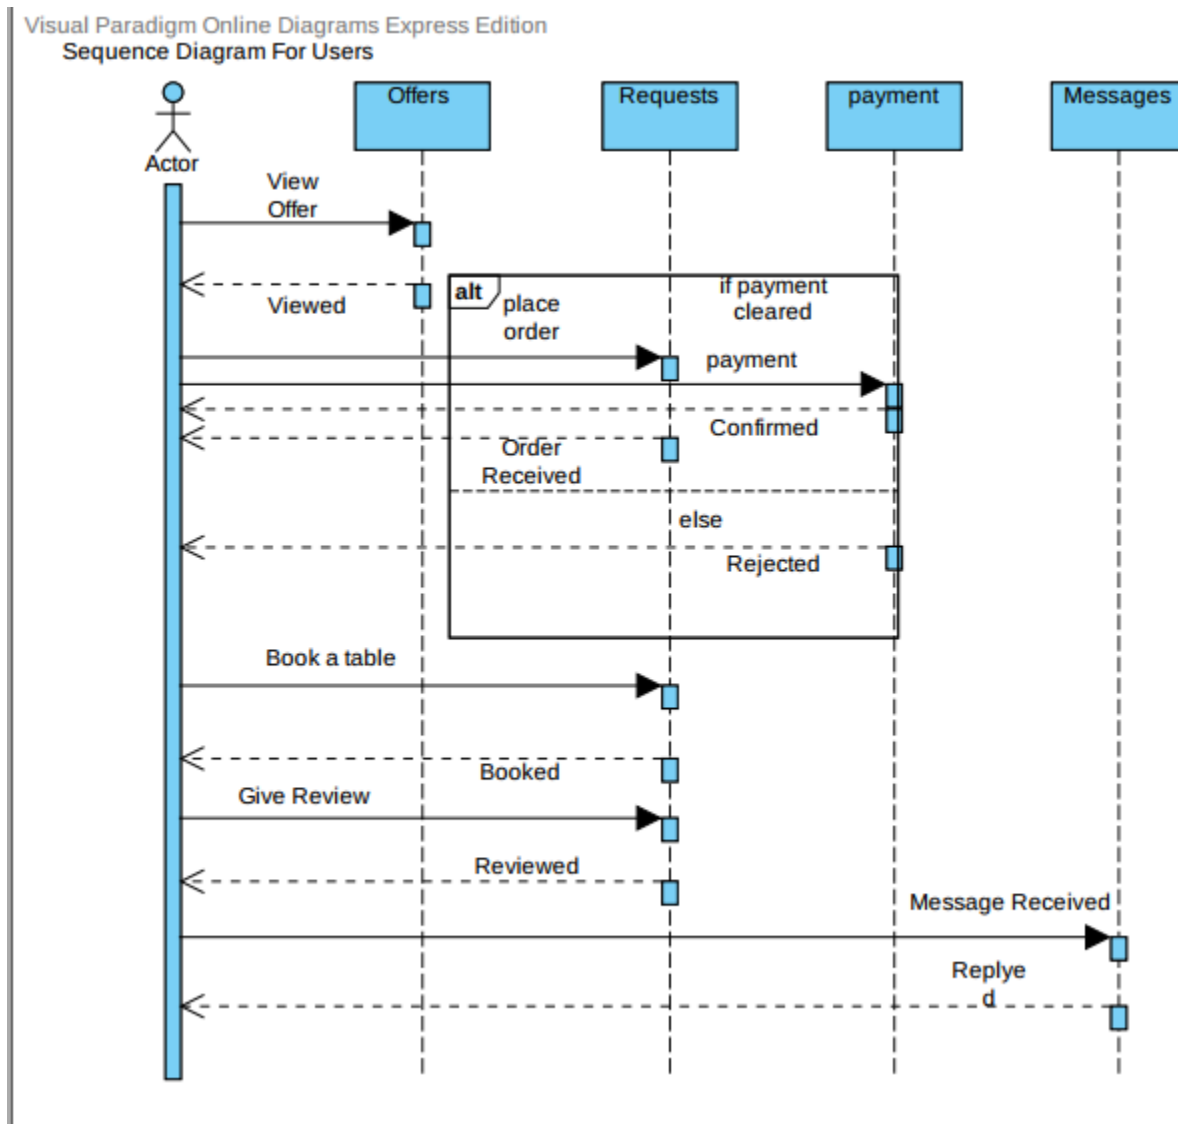 Visual Paradigm Online Diagrams Express Edition
Sequence Diagram For Users
Offers
Requests
payment
Messages
Actor
View
Offer
Viewed
alt
if payment
cleared
place
order
payment
Confirmed
Order
Received
else
Rejected
Book a table
Booked
Give Review
Reviewed
Message Received
Replye
d